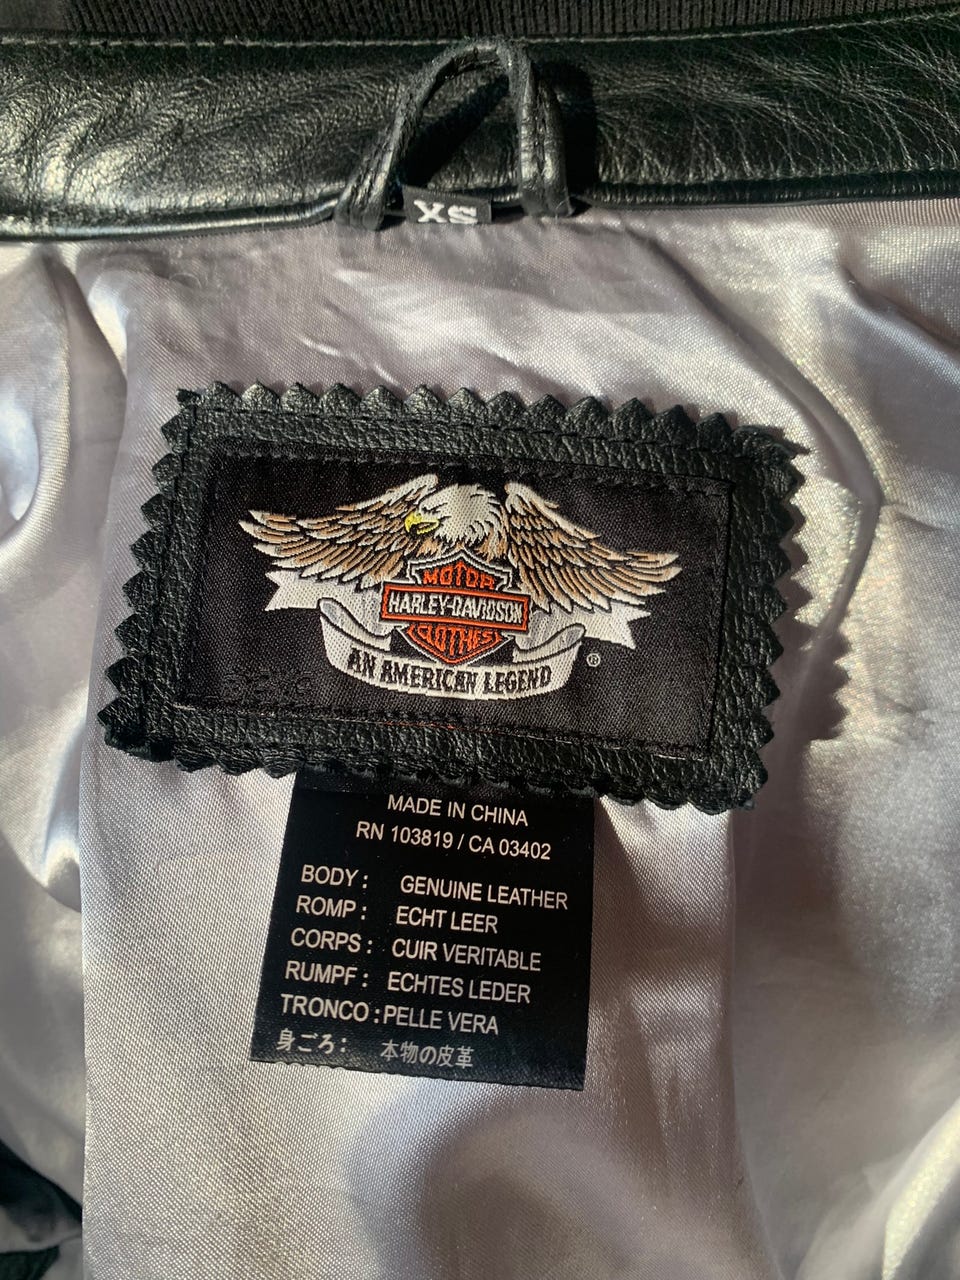 XS
MOTOR
HARLEY-DAVIDSON
CLOTHES
AN AMERICAN LEGEND
®
MADE IN CHINA
RN 103819 / CA 03402
BODY : GENUINE LEATHER
ROMP : ECHT LEER
CORPS : CUIR VERITABLE
RUMPF : ECHTES LEDER
TRONCO : PELLE VERA
身ごろ : 本物の皮革